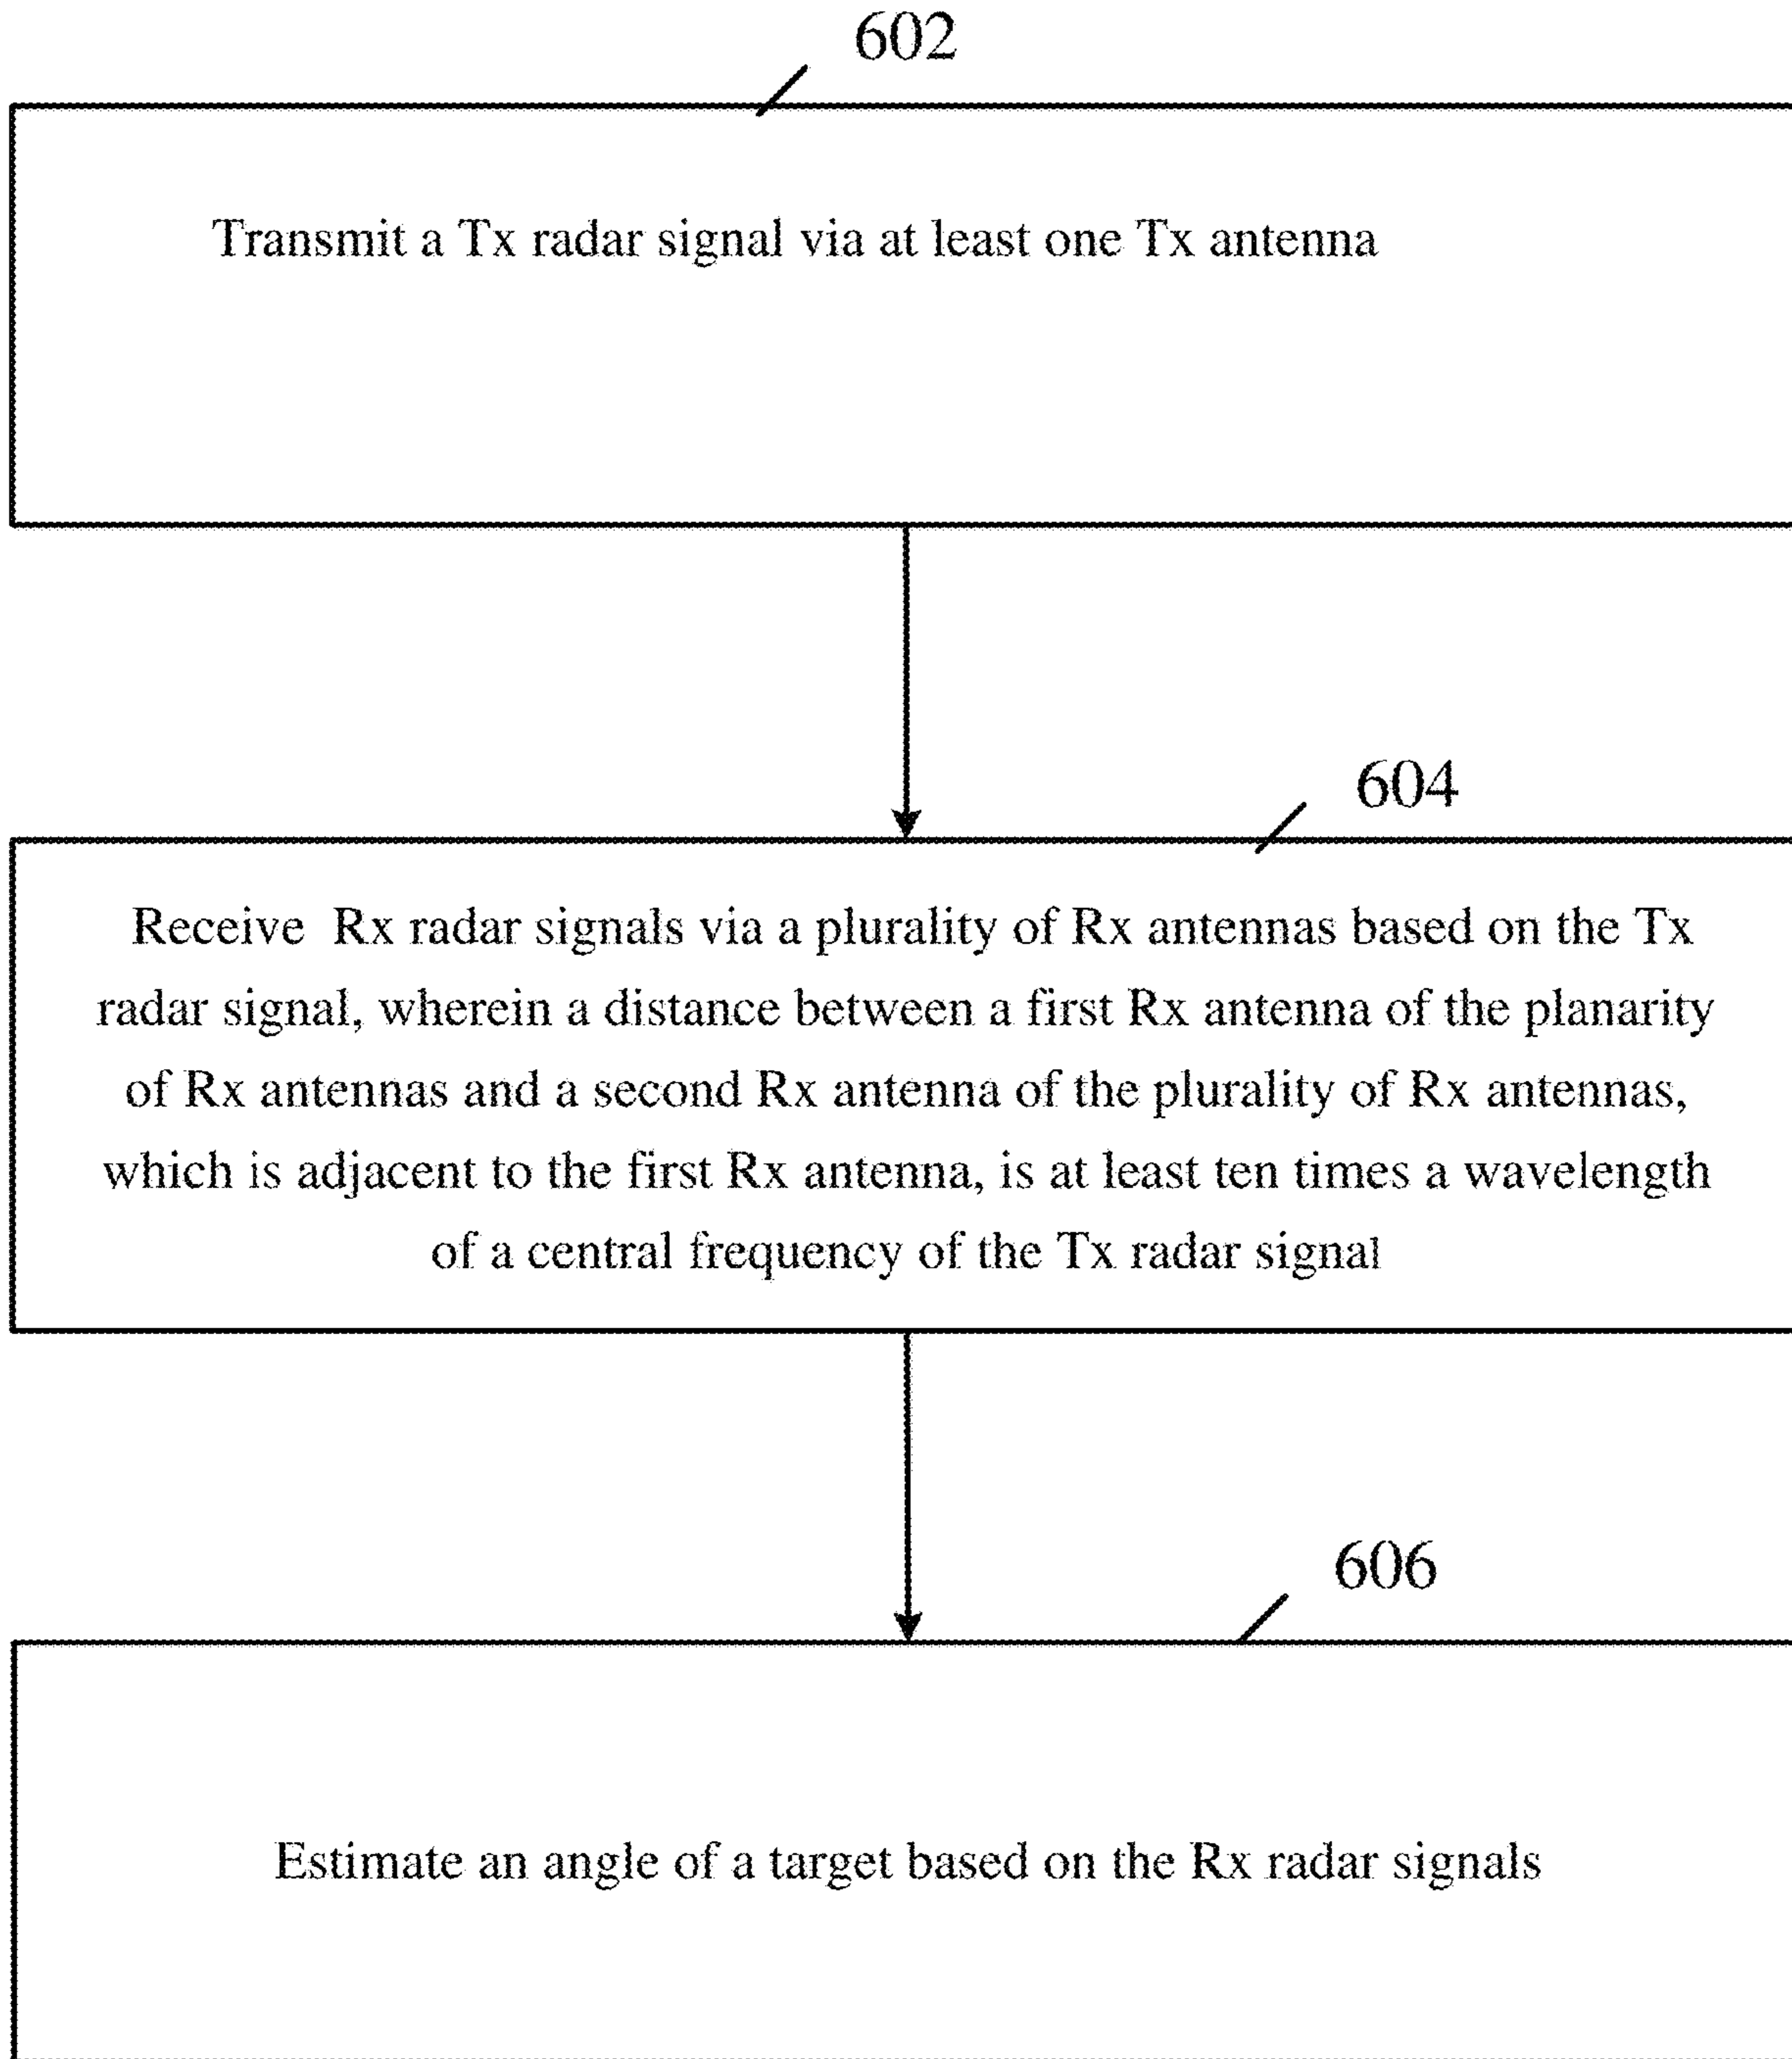 602
Transmit a Tx radar signal via at least one Tx antenna
604
Receive Rx radar signals via a plurality of Rx antennas based on the Tx
radar signal, wherein a distance between a first Rx antenna of the planarity
of Rx antennas and a second Rx antenna of the plurality of Rx antennas,
which is adjacent to the first Rx antenna, is at least ten times a wavelength
of a central frequency of the Tx radar signal
606
Estimate an angle of a target based on the Rx radar signals